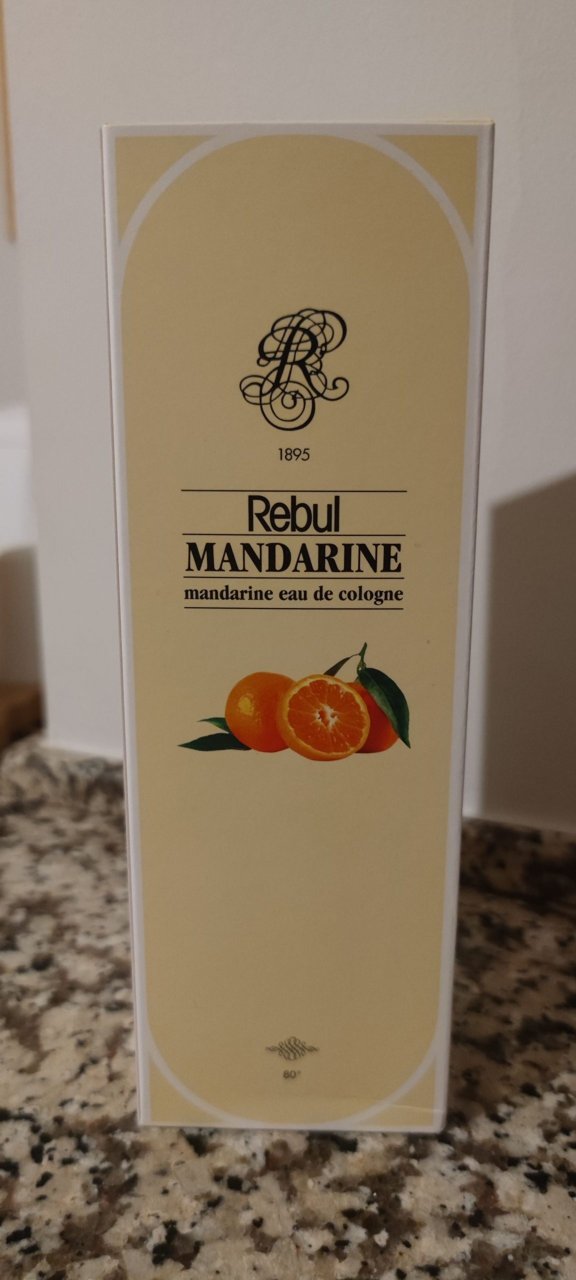 R
1895
Rebul
MANDARINE
mandarine eau de cologne
80°